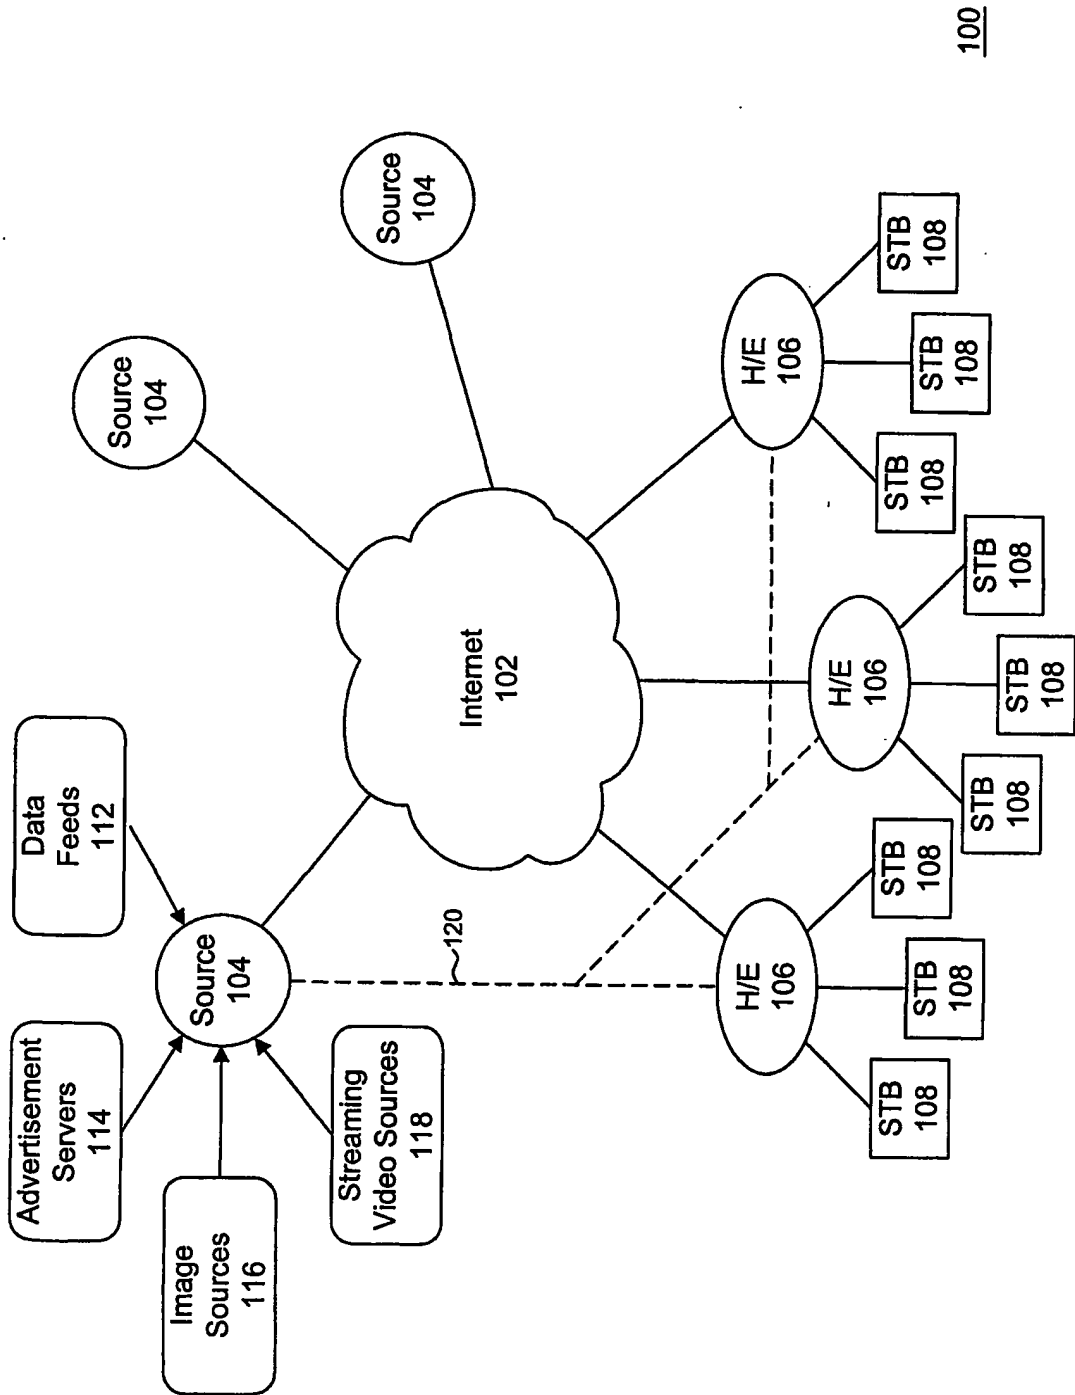 Advertisement
Servers
114
Data
Feeds
112
Image
Sources
116
Streaming
Video Sources
118
Source
104
Source
104
Source
104
120
Internet
102
H/E
106
H/E
106
H/E
106
STB
108
STB
108
STB
108
STB
108
STB
108
STB
108
STB
108
STB
108
STB
108
100